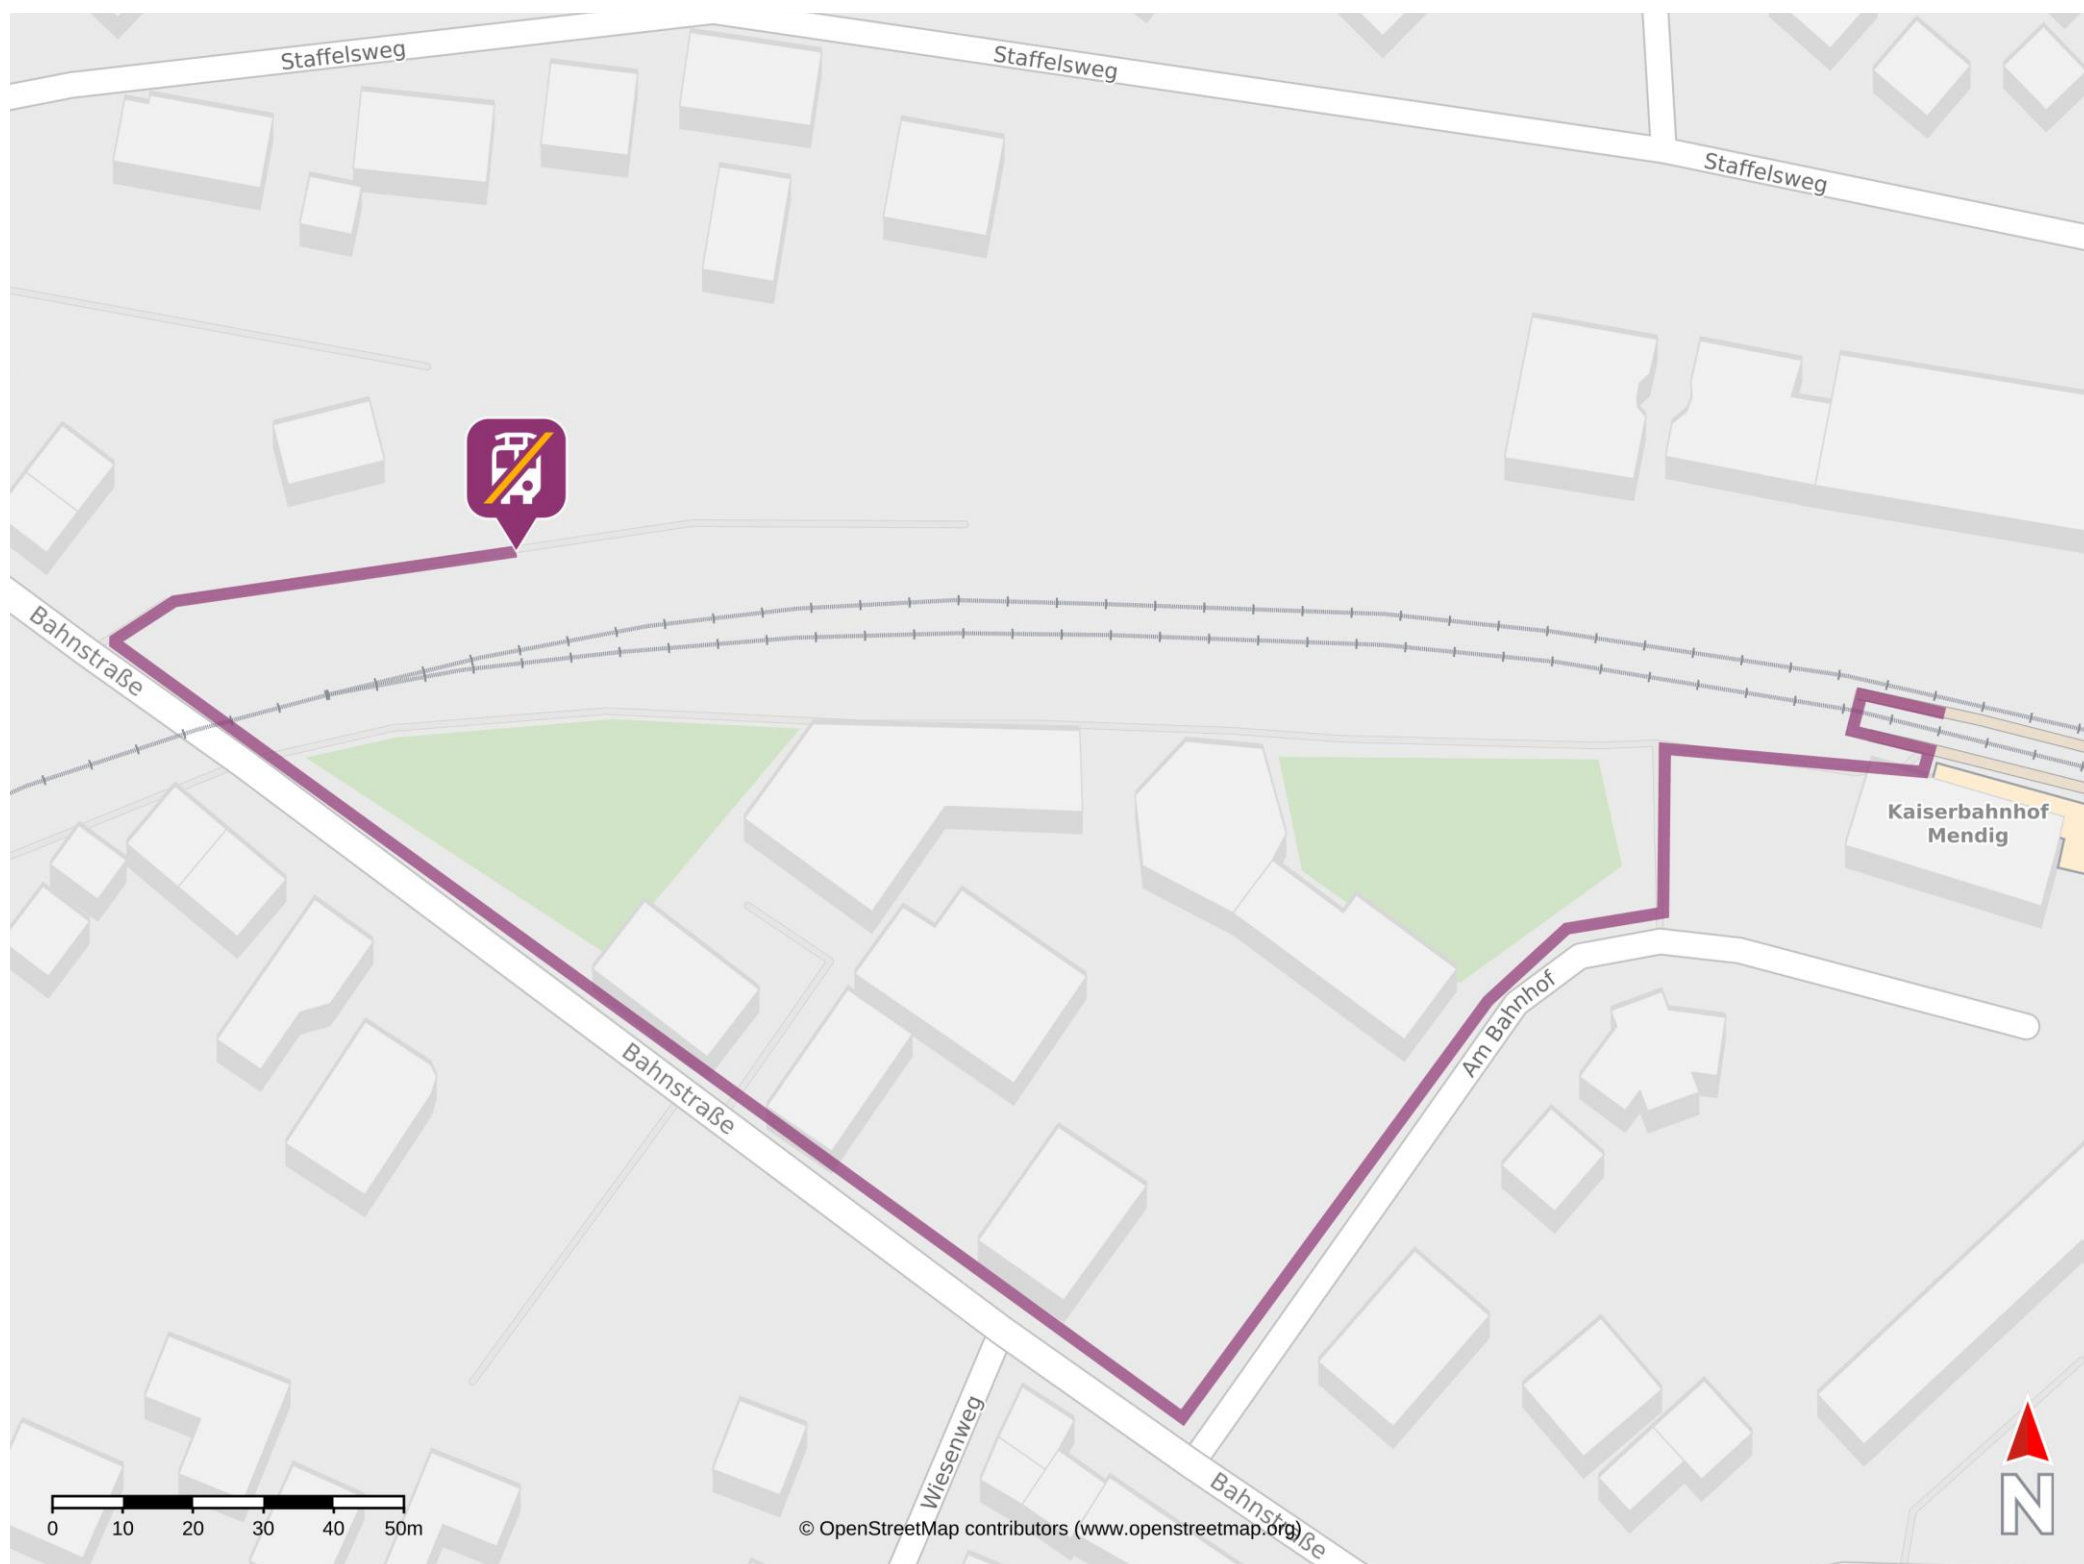 Staffelsweg
Staffelsweg
Staffelsweg
Bahnstraße
Kaiserbahnhof
Mendig
Am Bahnhof
Bahnstraße
Wiesenweg
Bahnstraße
0 10 20 30 40 50m
© OpenStreetMap contributors (www.openstreetmap.org)
N